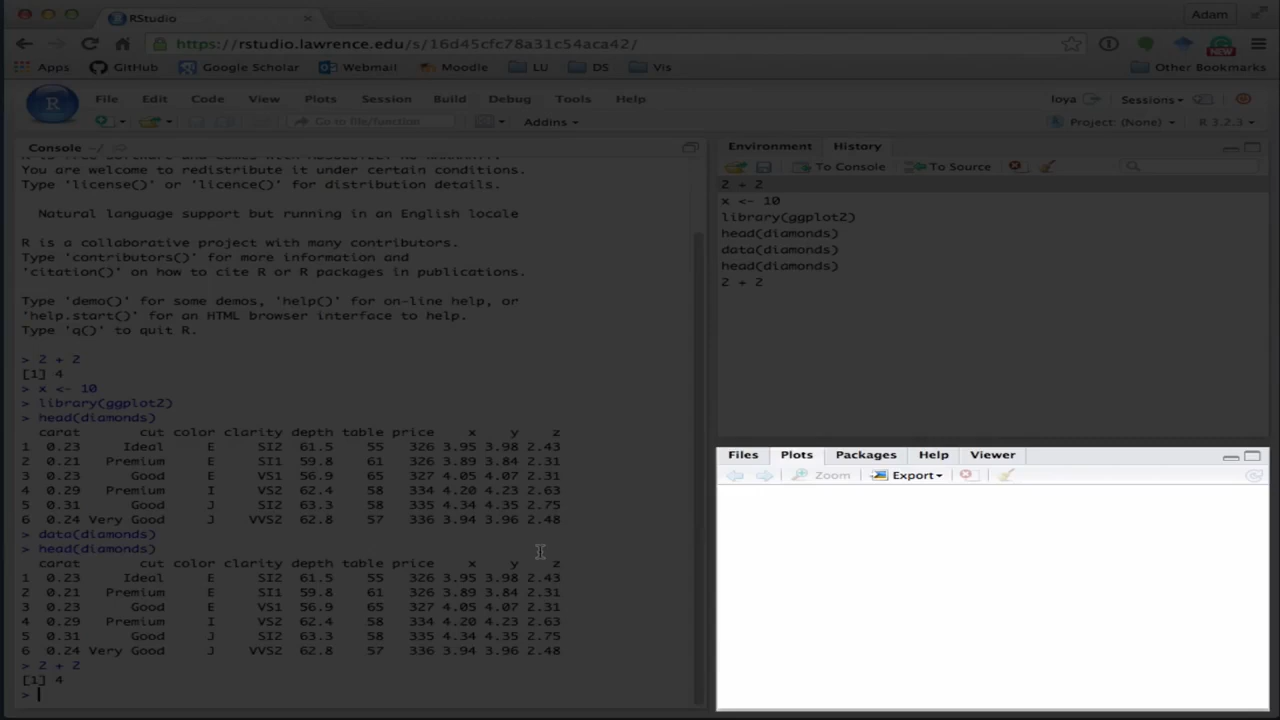 RStudio
Adam
https://rstudio.lawrence.edu/s/16d45cfc78a31c54aca42/
NEW
Apps GitHub Google Scholar Webmail Moodle LU DS Vis Other Bookmarks
R File Edit Code View Plots Session Build Debug Tools Help loya Sessions
Go to file/function Addins Project: (None) R 3.2.3
Console ~/
You are welcome to redistribute it under certain conditions.
Type 'license()' or 'licence()' for distribution details.
Natural language support but running in an English locale
R is a collaborative project with many contributors.
Type 'contributors()' for more information and
'citation()' on how to cite R or R packages in publications.
Type 'demo()' for some demos, 'help()' for on-line help, or
'help.start()' for an HTML browser interface to help.
Type 'q()' to quit R.
> 2 + 2
[1] 4
> x <- 10
> library(ggplot2)
> head(diamonds)
carat cut color clarity depth table price x y z
1 0.23 Ideal E SI2 61.5 55 326 3.95 3.98 2.43
2 0.21 Premium E SI1 59.8 61 326 3.89 3.84 2.31
3 0.23 Good E VS1 56.9 65 327 4.05 4.07 2.31
4 0.29 Premium I VS2 62.4 58 334 4.20 4.23 2.63
5 0.31 Good J SI2 63.3 58 335 4.34 4.35 2.75
6 0.24 Very Good J VVS2 62.8 57 336 3.94 3.96 2.48
> data(diamonds)
> head(diamonds)
carat cut color clarity depth table price x y z
1 0.23 Ideal E SI2 61.5 55 326 3.95 3.98 2.43
2 0.21 Premium E SI1 59.8 61 326 3.89 3.84 2.31
3 0.23 Good E VS1 56.9 65 327 4.05 4.07 2.31
4 0.29 Premium I VS2 62.4 58 334 4.20 4.23 2.63
5 0.31 Good J SI2 63.3 58 335 4.34 4.35 2.75
6 0.24 Very Good J VVS2 62.8 57 336 3.94 3.96 2.48
> 2 + 2
[1] 4
>
Environment History
To Console To Source
2 + 2
x <- 10
library(ggplot2)
head(diamonds)
data(diamonds)
head(diamonds)
2 + 2
Files Plots Packages Help Viewer
Zoom Export